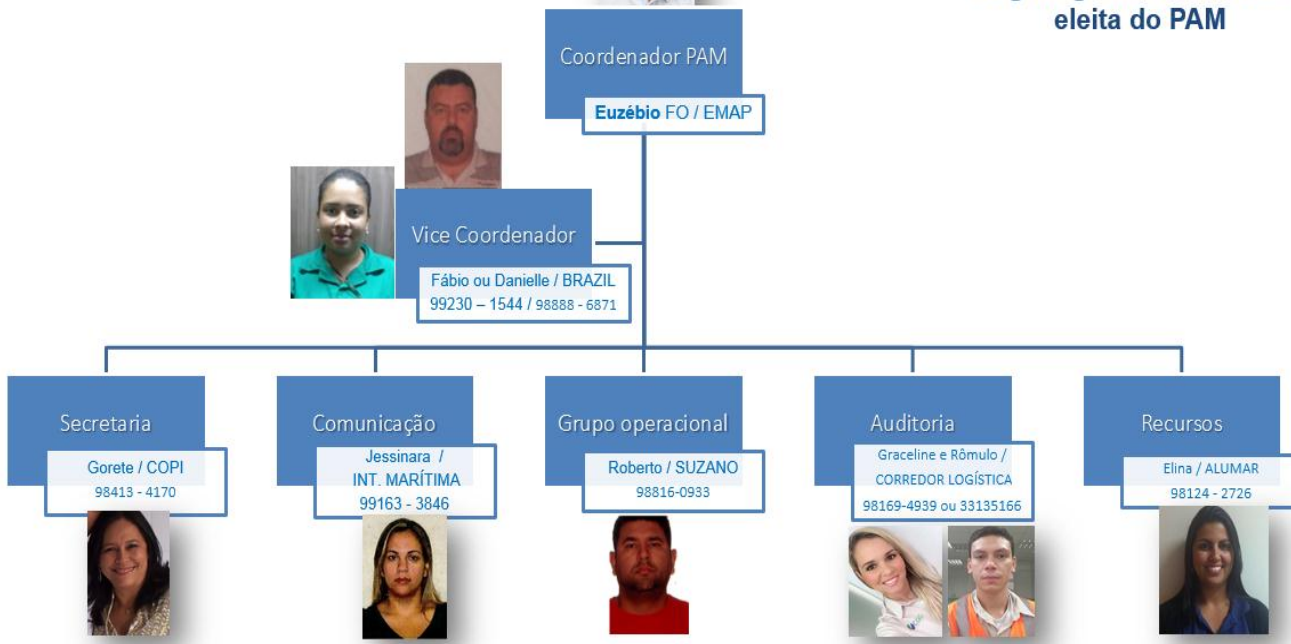 eleita do PAM
Coordenador PAM
Euzébio FO / EMAP
Vice Coordenador
Fábio ou Danielle / BRAZIL
99230 – 1544 / 98888 - 6871
Secretaria
Gorete / COPI
98413 - 4170
Comunicação
Jessinara /
INT. MARÍTIMA
99163 - 3846
Grupo operacional
Roberto / SUZANO
98816-0933
Auditoria
Graceline e Rômulo /
CORREDOR LOGÍSTICA
98169-4939 ou 33135166
Recursos
Elina / ALUMAR
98124 - 2726